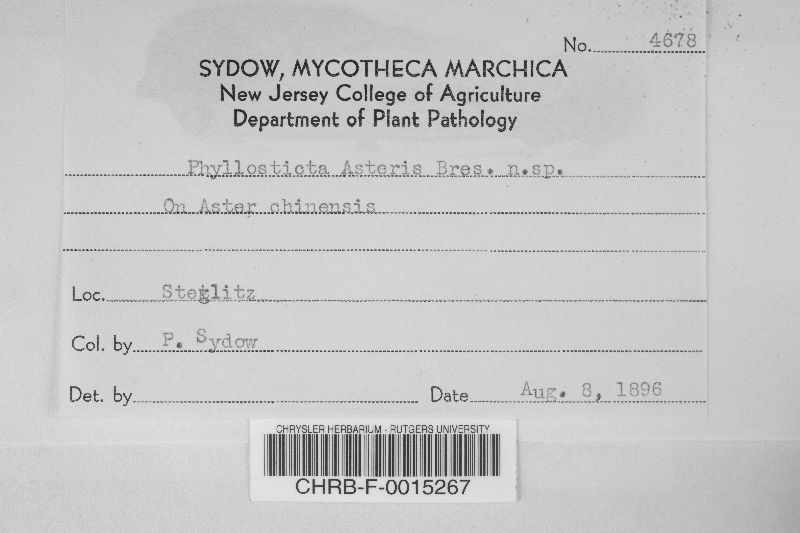 No. 4678
SYDOW, MYCOTHECA MARCHICA
New Jersey College of Agriculture
Department of Plant Pathology
Phyllosticta Asteris Bres. n.sp.
On Aster chinensis
Loc. Steglitz
Col. by P. Sydow
Det. by Date Aug. 8, 1896
CHRYSLER HERBARIUM - RUTGERS UNIVERSITY
CHRB-F-0015267